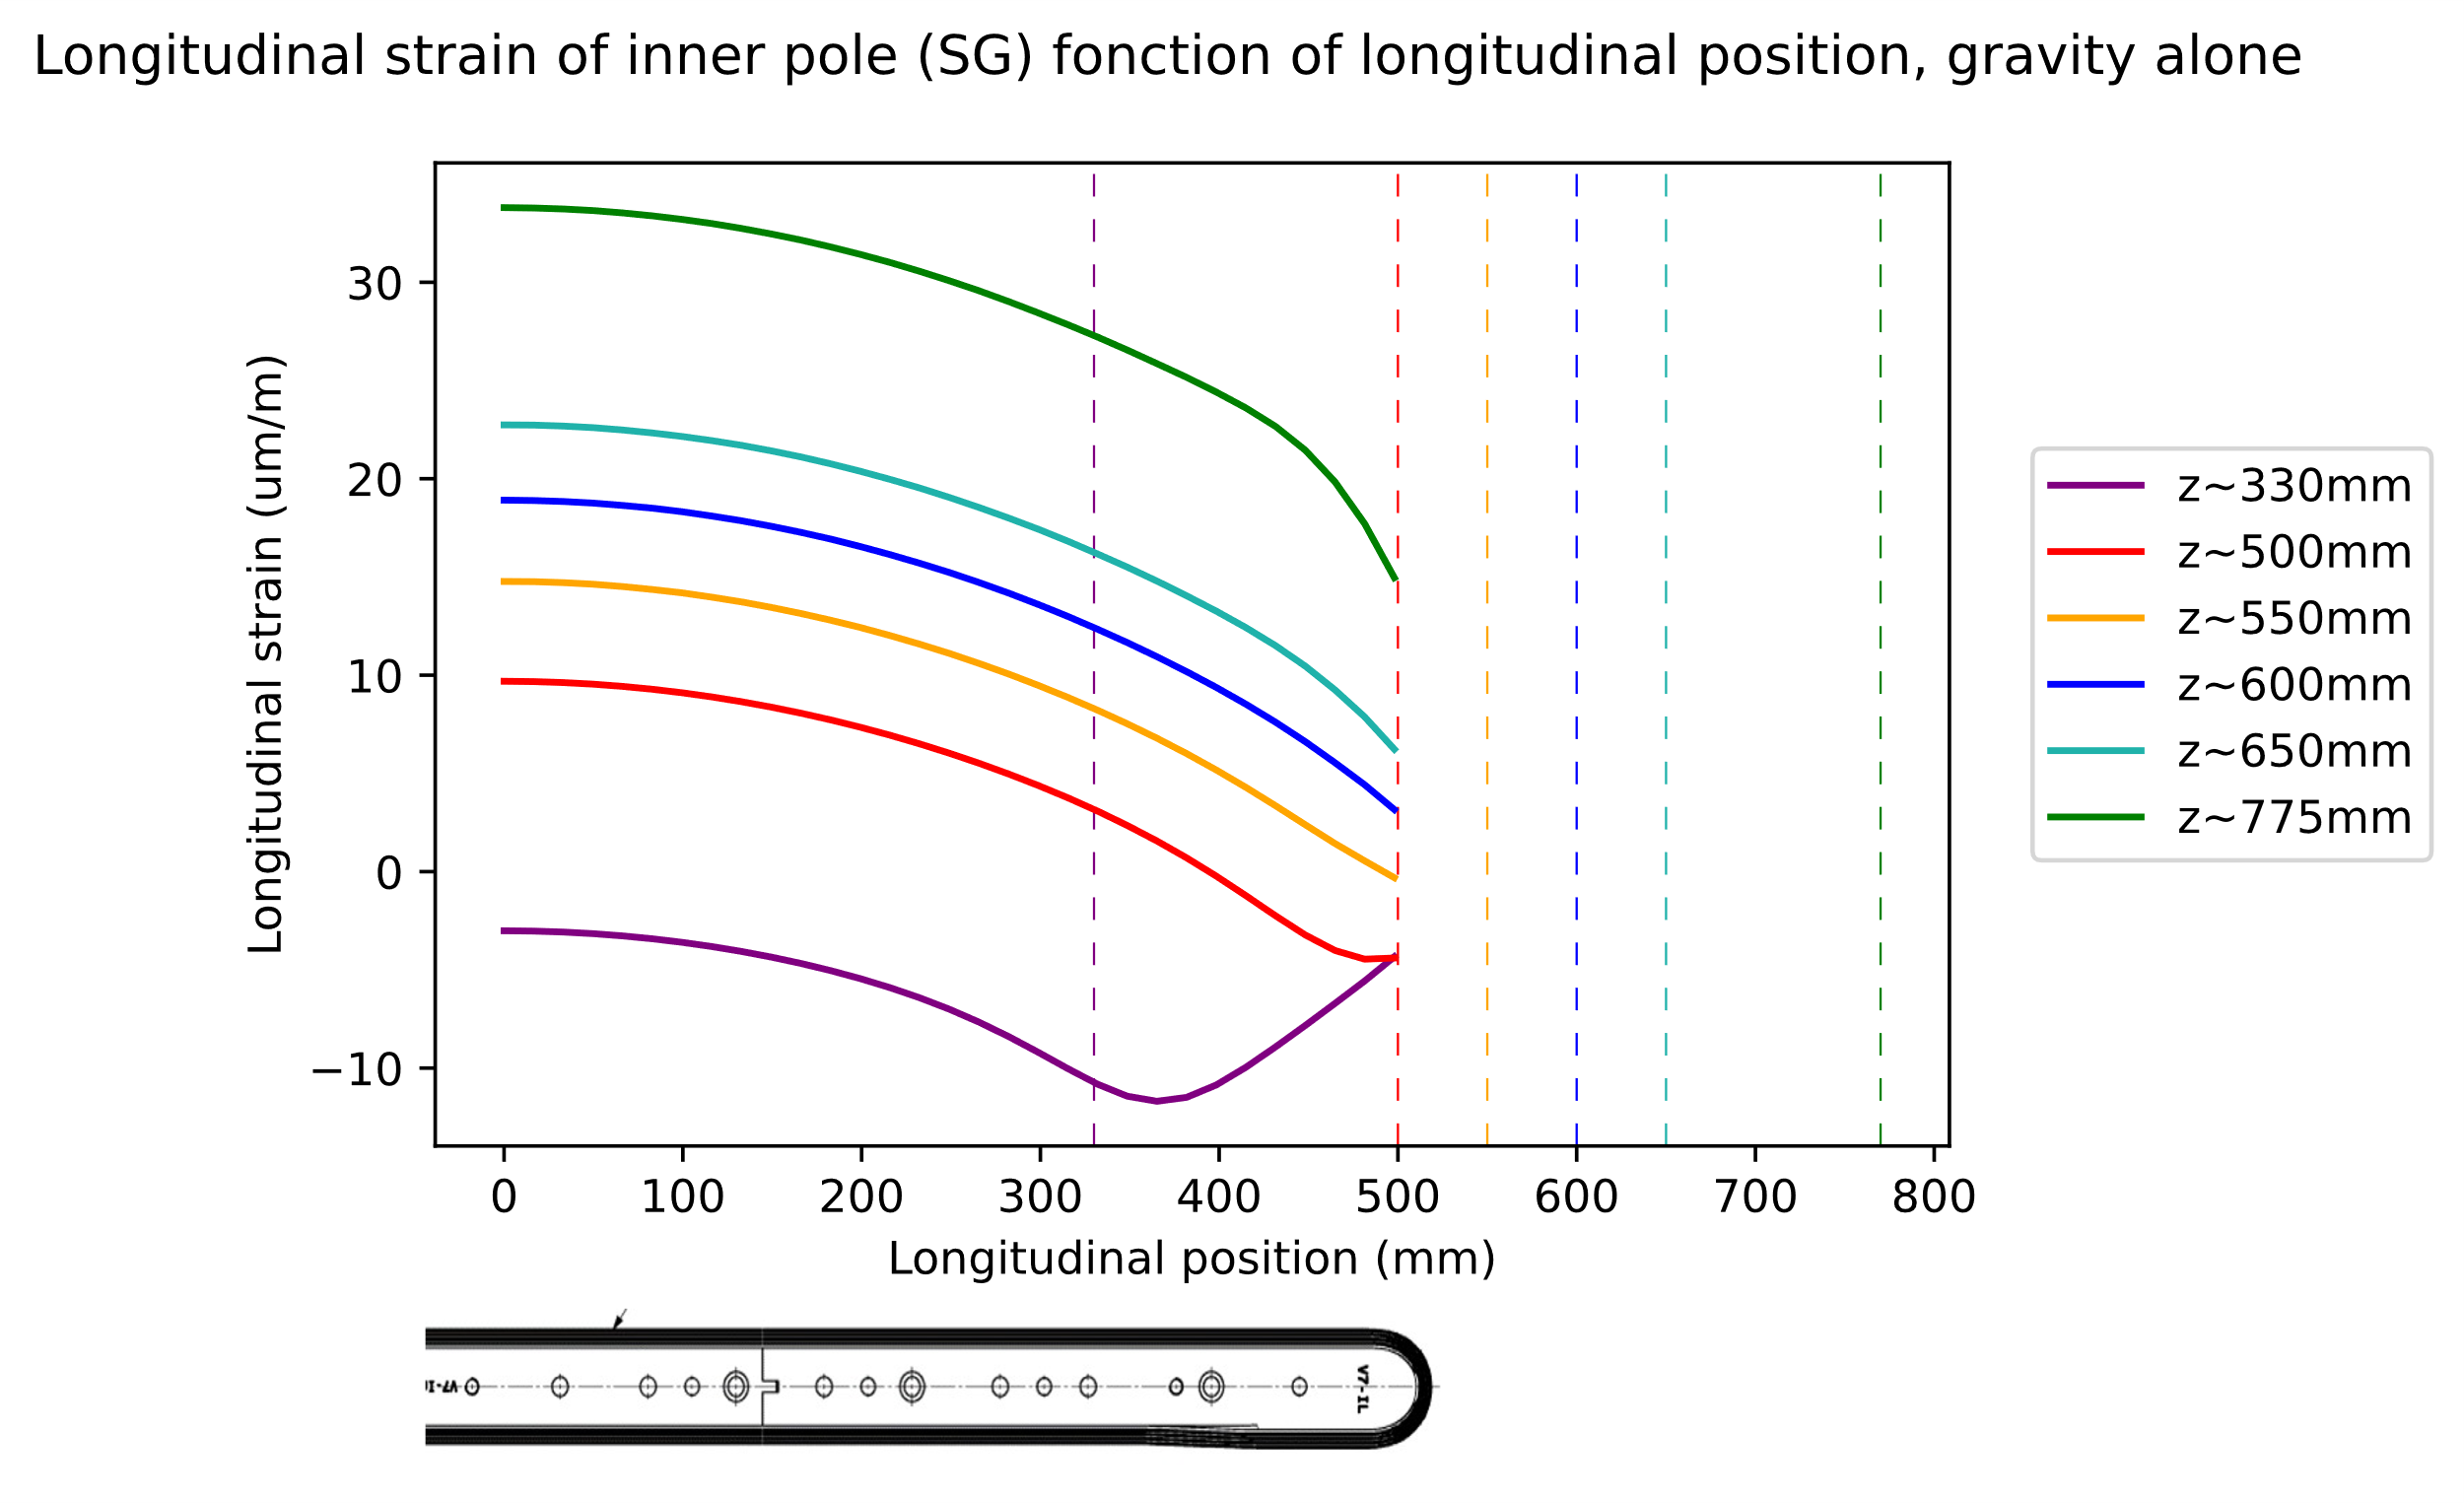 Longitudinal strain of inner pole (SG) fonction of longitudinal position, gravity alone
Longitudinal strain (um/m)
30
20
10
0
−10
0 100 200 300 400 500 600 700 800
Longitudinal position (mm)
z~330mm
z~500mm
z~550mm
z~600mm
z~650mm
z~775mm
V7-IL